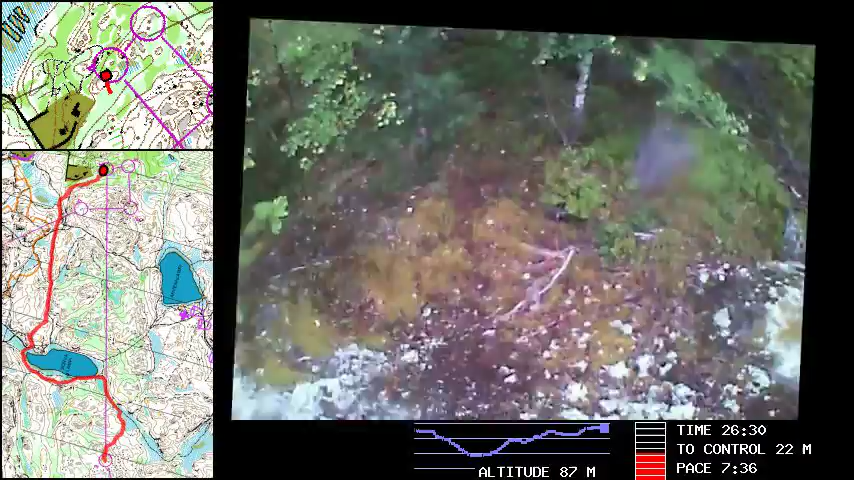 TIME 26:30
TO CONTROL 22 M
ALTITUDE 87 M
PACE 7:36